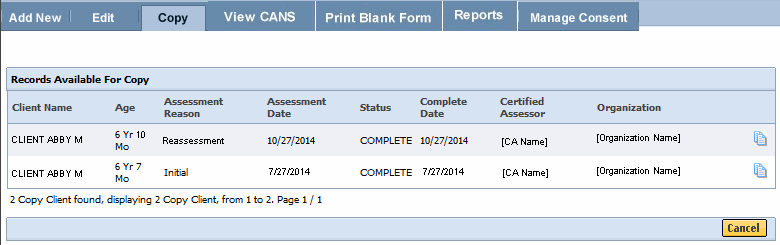 Add New Edit Copy View CANS Print Blank Form Reports Manage Consent
Records Available For Copy
Client Name Age Assessment Reason Assessment Date Status Complete Date Certified Assessor Organization
CLIENT ABBY M 6 Yr 10 Mo Reassessment 10/27/2014 COMPLETE 10/27/2014 [CA Name] [Organization Name]
CLIENT ABBY M 6 Yr 7 Mo Initial 7/27/2014 COMPLETE 7/27/2014 [CA Name] [Organization Name]
2 Copy Client found, displaying 2 Copy Client, from 1 to 2. Page 1 / 1
Cancel